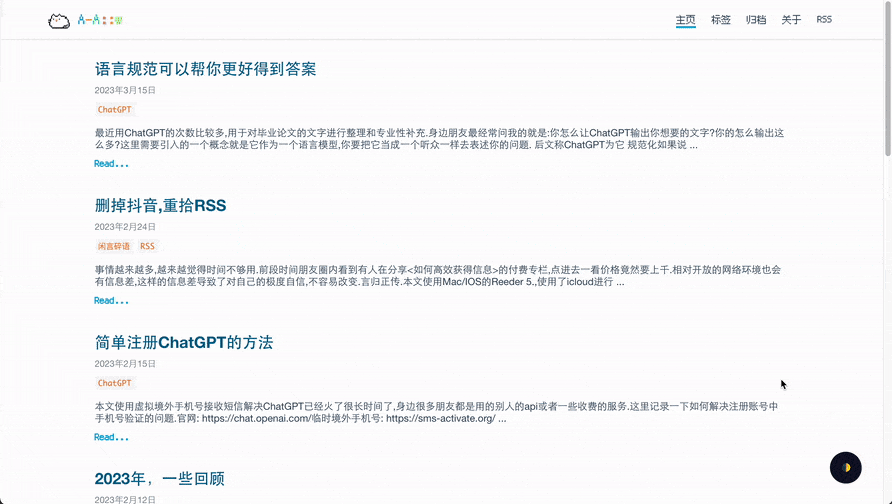 主页 标签 归档 关于 RSS
语言规范可以帮你更好得到答案
2023年3月15日
ChatGPT
最近用ChatGPT的次数比较多,用于对毕业论文的文字进行整理和专业性补充.身边朋友最经常问我的就是:你怎么让ChatGPT输出你想要的文字?你的怎么输出这
么多?这里需要引入的一个概念就是它作为一个语言模型,你要把它当成一个听众一样去表述你的问题. 后文称ChatGPT为它 规范化如果说 ...
Read...
删掉抖音,重拾RSS
2023年2月24日
闲言碎语 RSS
事情越来越多,越来越觉得时间不够用.前段时间朋友圈内看到有人在分享<如何高效获得信息>的付费专栏,点进去一看价格竟然要上千.相对开放的网络环境也会
有信息差,这样的信息差导致了对自己的极度自信,不容易改变.言归正传.本文使用Mac/IOS的Reeder 5.,使用了icloud进行 ...
Read...
简单注册ChatGPT的方法
2023年2月15日
ChatGPT
本文使用虚拟境外手机号接收短信解决ChatGPT已经火了很长时间了,身边很多朋友都是用的别人的api或者一些收费的服务.这里记录一下如何解决注册账号中
手机号验证的问题.官网: https://chat.openai.com/临时境外手机号: https://sms-activate.org/ ...
Read...
2023年，一些回顾
2023年2月12日